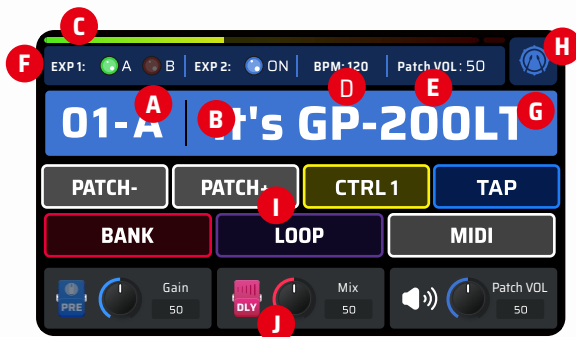 C
H
F EXP 1: A B EXP 2: ON BPM: 120 Patch VOL: 50
A B D E G
01-A It's GP-200LT
PATCH- PATCH+ CTRL 1 TAP
I
BANK LOOP MIDI
PRE Gain 50 DLY Mix 50 Patch VOL 50
J